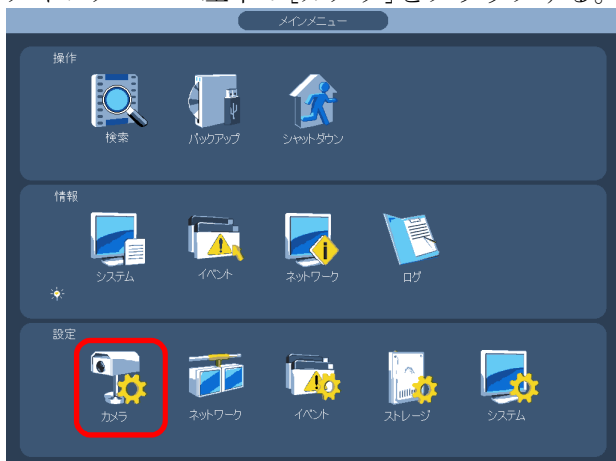 メインメニュー
操作
検索
バックアップ
シャットダウン
情報
システム
イベント
ネットワーク
ログ
設定
カメラ
ネットワーク
イベント
ストレージ
システム